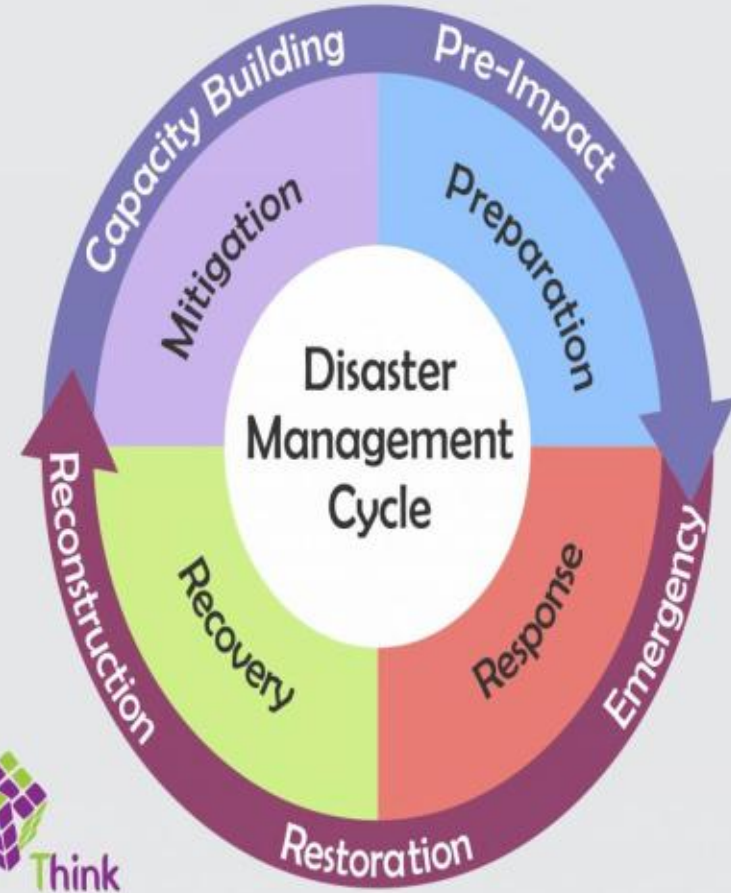 Capacity Building
Pre-Impact
Mitigation
Preparation
Disaster
Management
Cycle
Recovery
Response
Reconstruction
Emergency
Restoration
Think